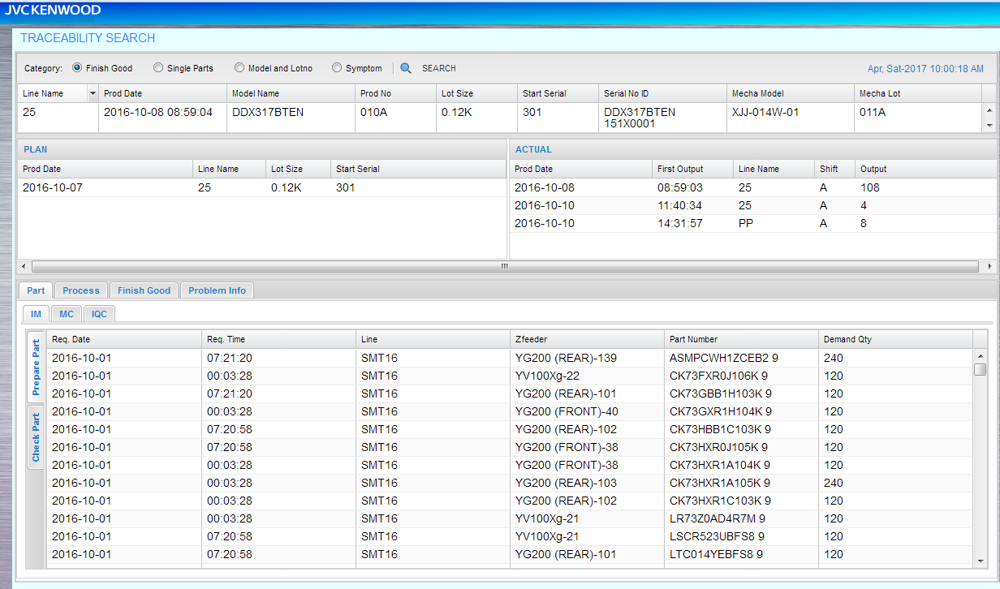 JVCKENWOOD
TRACEABILITY SEARCH
Category: Finish Good Single Parts Model and Lotno Symptom SEARCH Apr, Sat-2017 10:00:18 AM
Line Name Prod Date Model Name Prod No Lot Size Start Serial Serial No ID Mecha Model Mecha Lot
25 2016-10-08 08:59:04 DDX317BTEN 010A 0.12K 301 DDX317BTEN XJJ-014W-01 011A
151X0001
PLAN ACTUAL
Prod Date Line Name Lot Size Start Serial Prod Date First Output Line Name Shift Output
2016-10-07 25 0.12K 301 2016-10-08 08:59:03 25 A 108
2016-10-10 11:40:34 25 A 4
2016-10-10 14:31:57 PP A 8
Part Process Finish Good Problem Info
IM MC IQC
Prepare Part
Check Part
Req. Date Req. Time Line Zfeeder Part Number Demand Qty
2016-10-01 07:21:20 SMT16 YG200 (REAR)-139 ASMPCWH1ZCEB2 9 240
2016-10-01 00:03:28 SMT16 YV100Xg-22 CK73FXR0J106K 9 120
2016-10-01 07:21:20 SMT16 YG200 (REAR)-101 CK73GBB1H103K 9 120
2016-10-01 00:03:28 SMT16 YG200 (FRONT)-40 CK73GXR1H104K 9 120
2016-10-01 07:20:58 SMT16 YG200 (REAR)-102 CK73HBB1C103K 9 120
2016-10-01 07:20:58 SMT16 YG200 (FRONT)-38 CK73HXR0J105K 9 120
2016-10-01 00:03:28 SMT16 YG200 (FRONT)-38 CK73HXR1A104K 9 120
2016-10-01 00:03:28 SMT16 YG200 (REAR)-103 CK73HXR1A105K 9 240
2016-10-01 00:03:28 SMT16 YG200 (REAR)-102 CK73HXR1C103K 9 120
2016-10-01 00:03:28 SMT16 YV100Xg-21 LR73Z0AD4R7M 9 120
2016-10-01 07:20:58 SMT16 YV100Xg-21 LSCR523UBFS8 9 120
2016-10-01 07:20:58 SMT16 YG200 (REAR)-101 LTC014YEBFS8 9 120